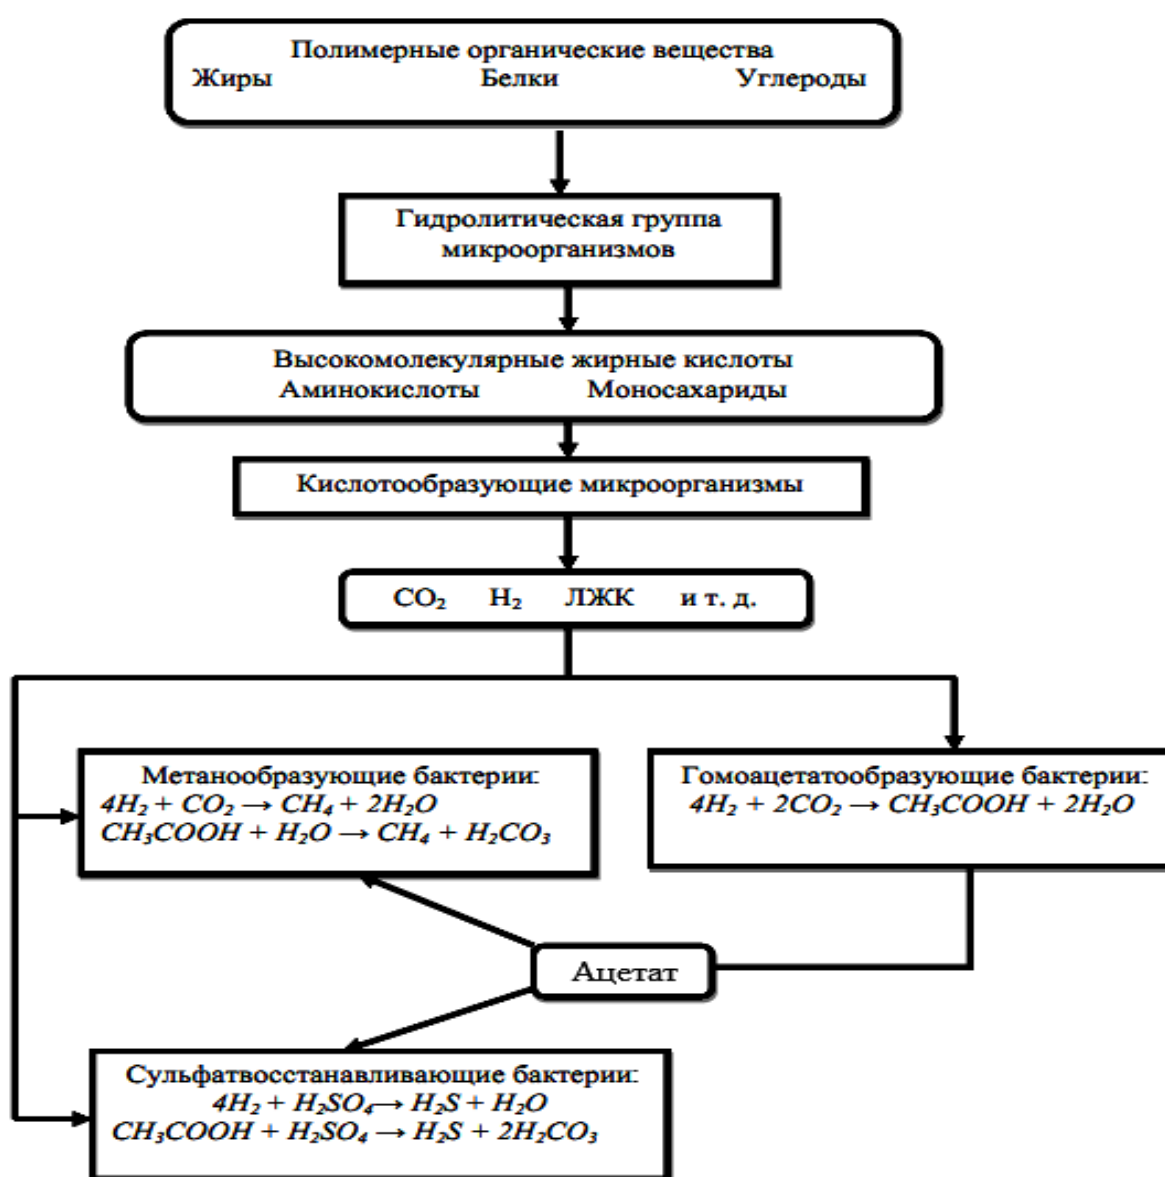 Полимерные органические вещества
Жиры Белки Углероды
Гидролитическая группа
микроорганизмов
Высокомолекулярные жирные кислоты
Аминокислоты Моносахариды
Кислотообразующие микроорганизмы
CO₂ H₂ ЛЖК и т. д.
Метанообразующие бактерии:
4H₂ + CO₂ → CH₄ + 2H₂O
CH₃COOH + H₂O → CH₄ + H₂CO₃
Гомоацетатообразующие бактерии:
4H₂ + 2CO₂ → CH₃COOH + 2H₂O
Ацетат
Сульфатвосстанавливающие бактерии:
4H₂ + H₂SO₄→ H₂S + H₂O
CH₃COOH + H₂SO₄ → H₂S + 2H₂CO₃